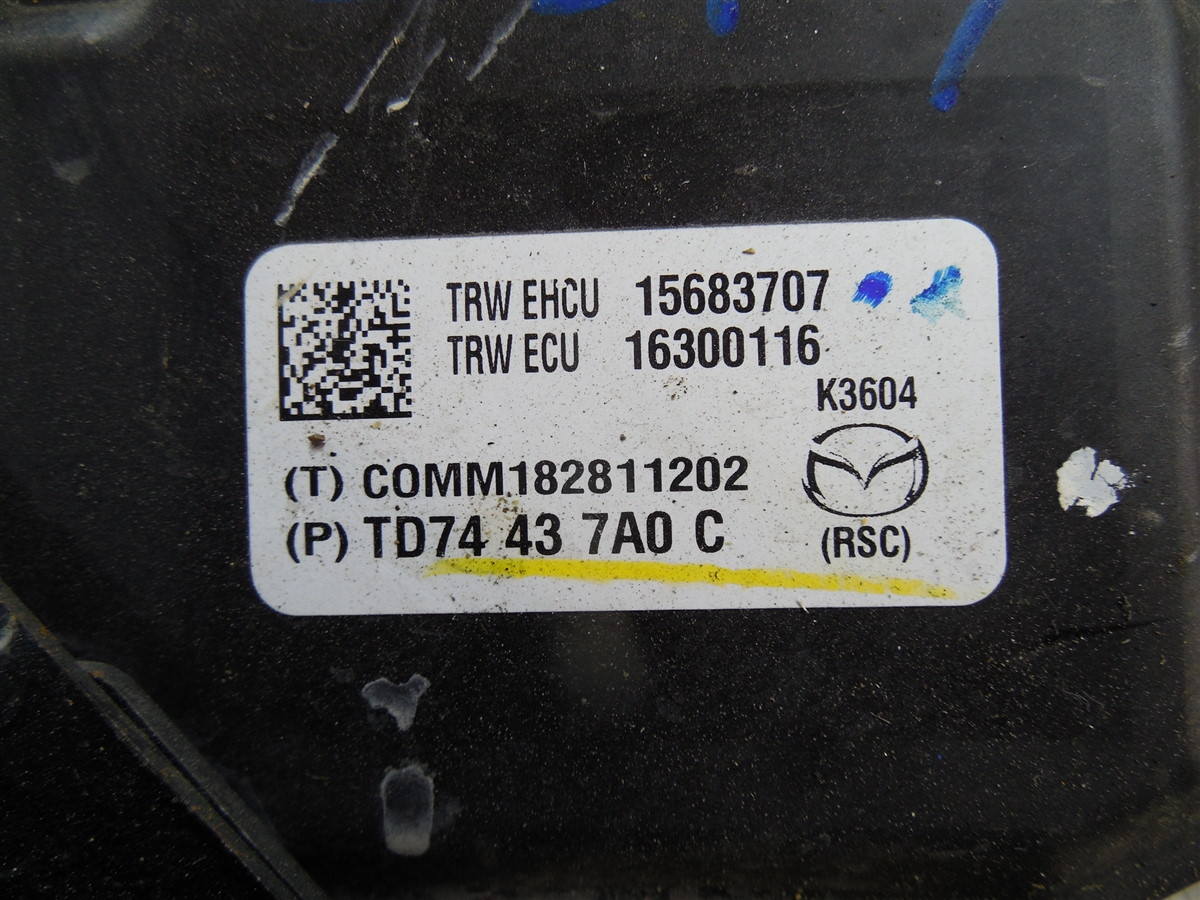 TRW EHCU 15683707
TRW ECU 16300116
K3604
(T) COMM182811202
(P) TD74 43 7A0 C
(RSC)